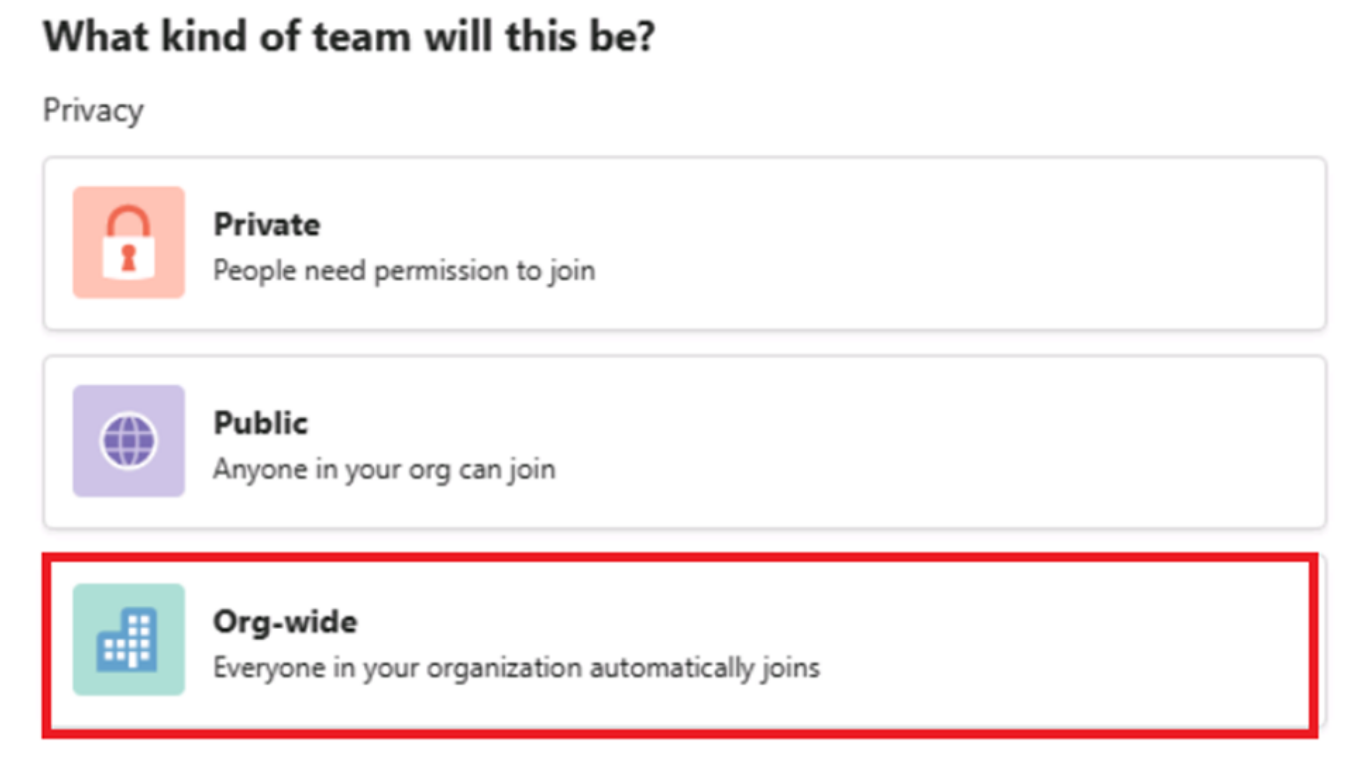 What kind of team will this be?
Privacy
Private
People need permission to join
Public
Anyone in your org can join
Org-wide
Everyone in your organization automatically joins